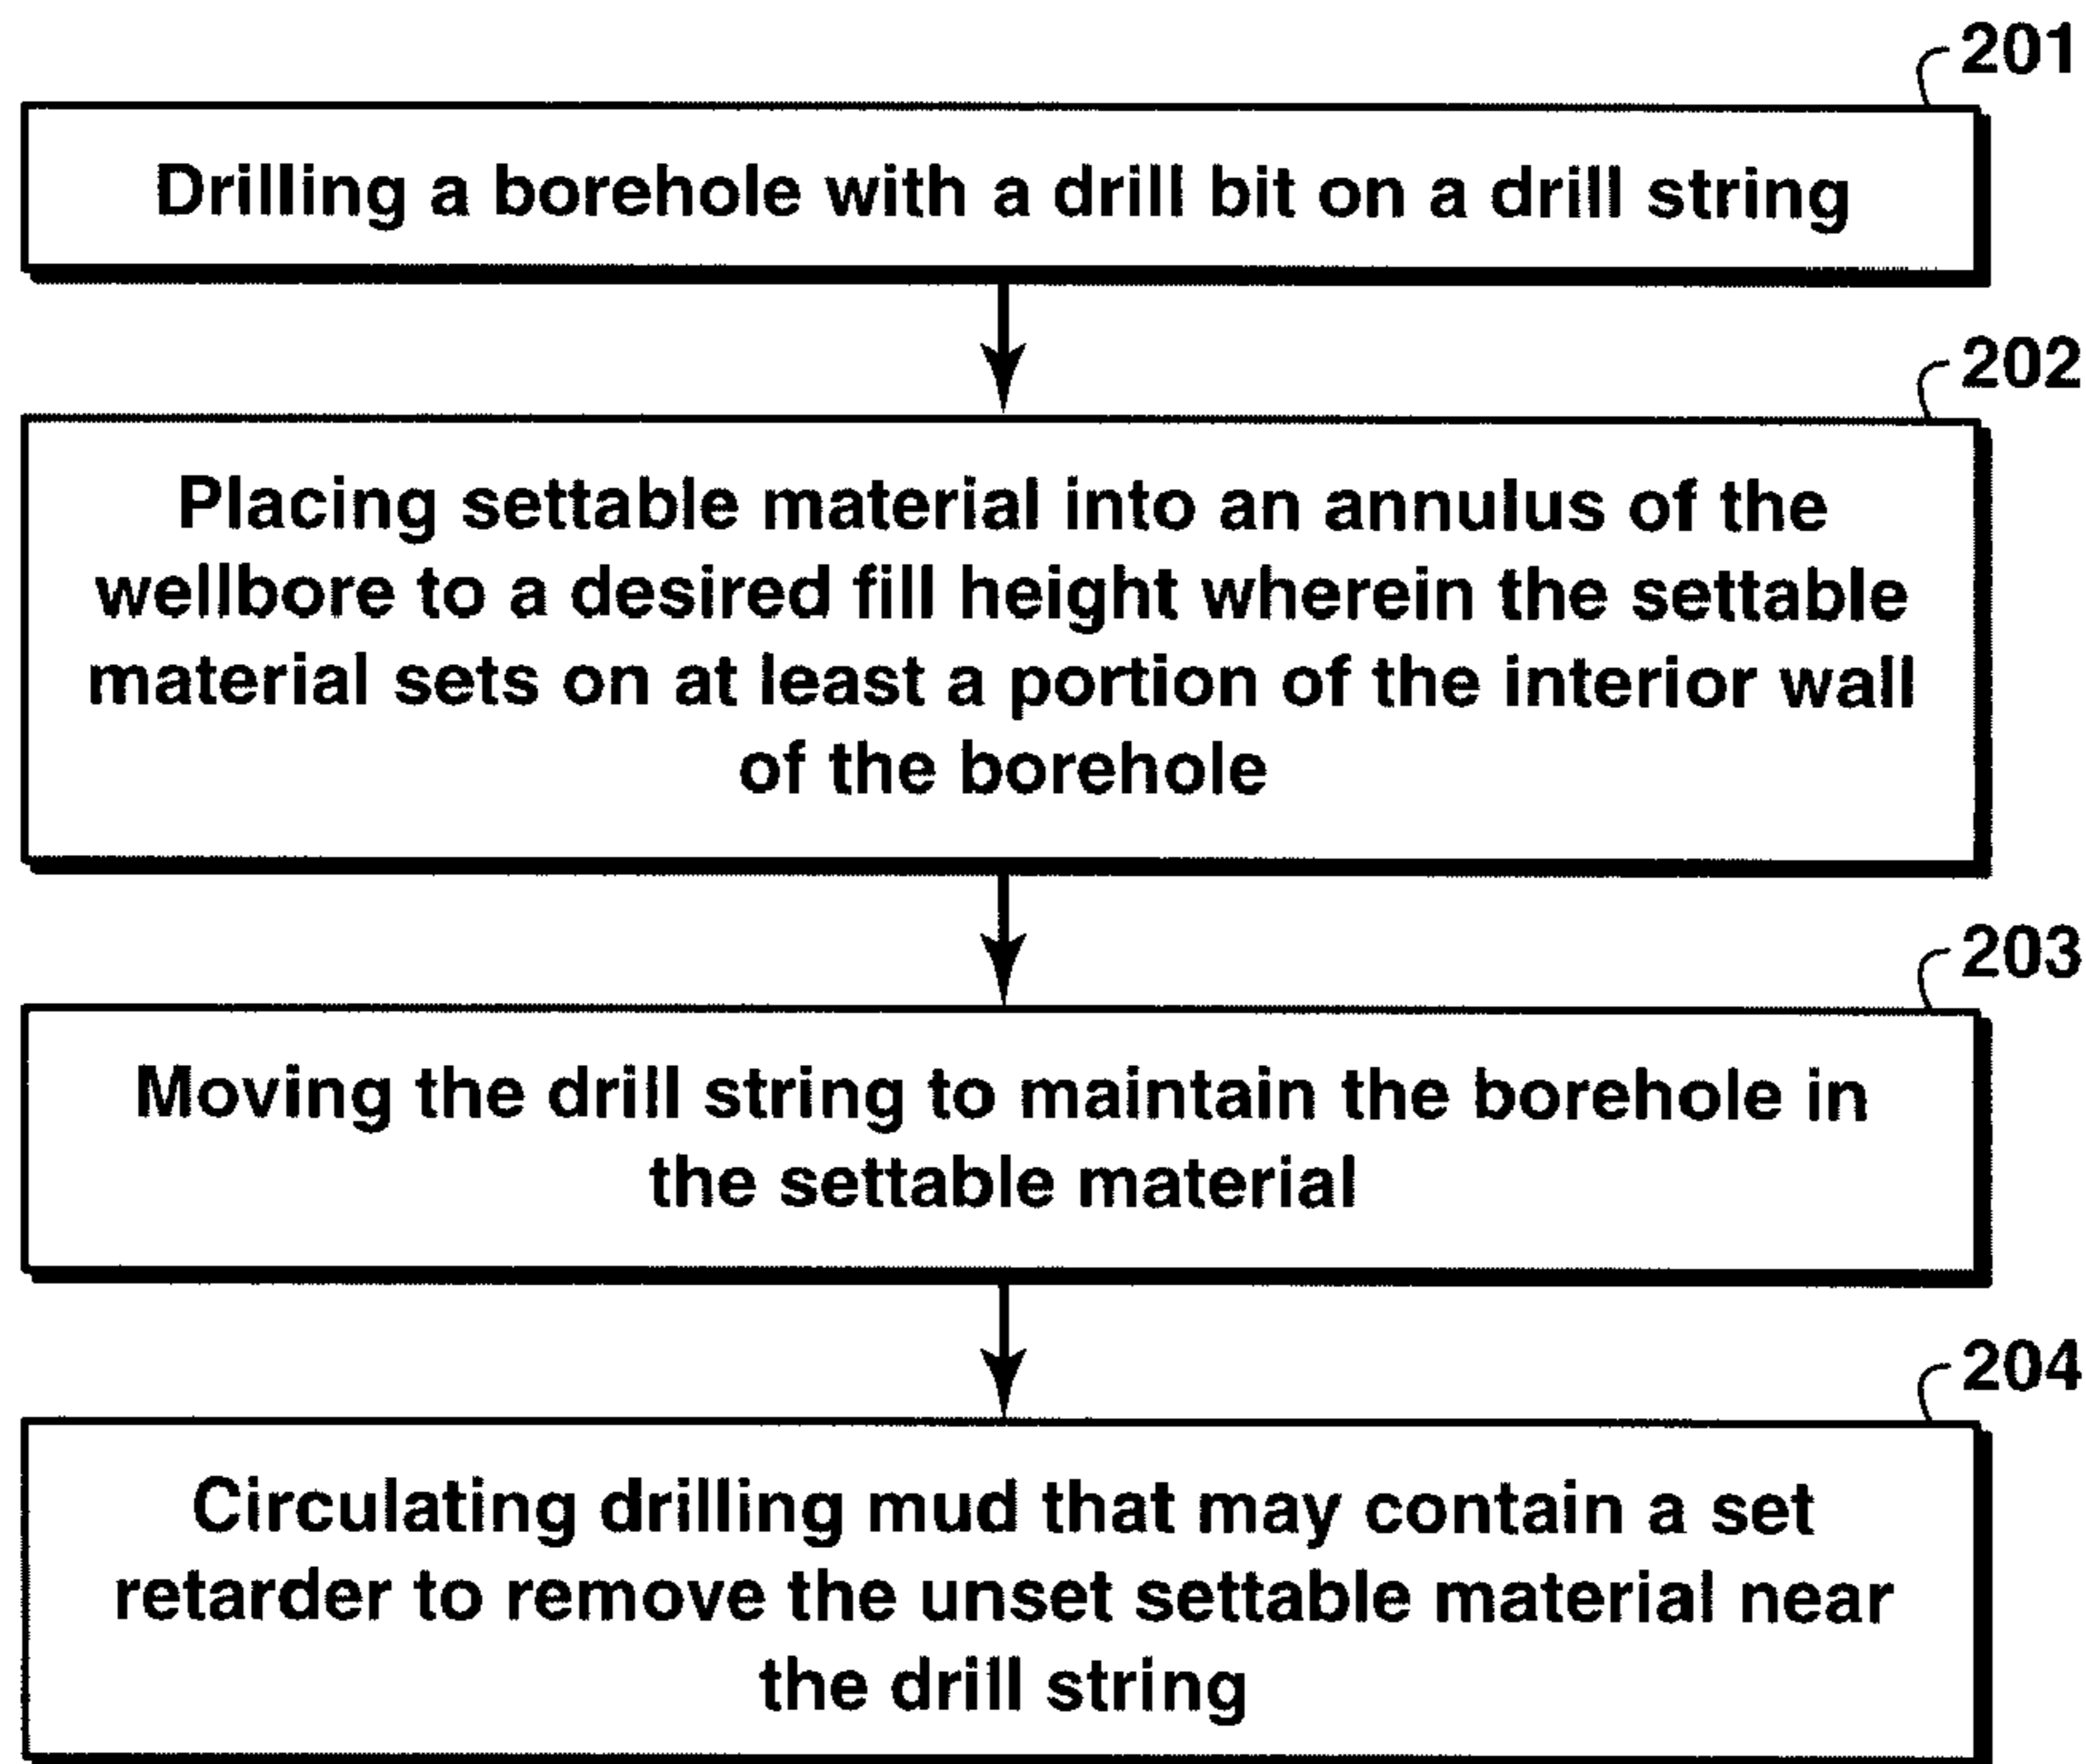 201
Drilling a borehole with a drill bit on a drill string
202
Placing settable material into an annulus of the
wellbore to a desired fill height wherein the settable
material sets on at least a portion of the interior wall
of the borehole
203
Moving the drill string to maintain the borehole in
the settable material
204
Circulating drilling mud that may contain a set
retarder to remove the unset settable material near
the drill string